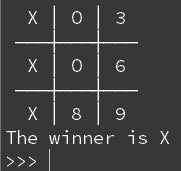 X | O | 3
X | O | 6
X | 8 | 9
The winner is X
>>>